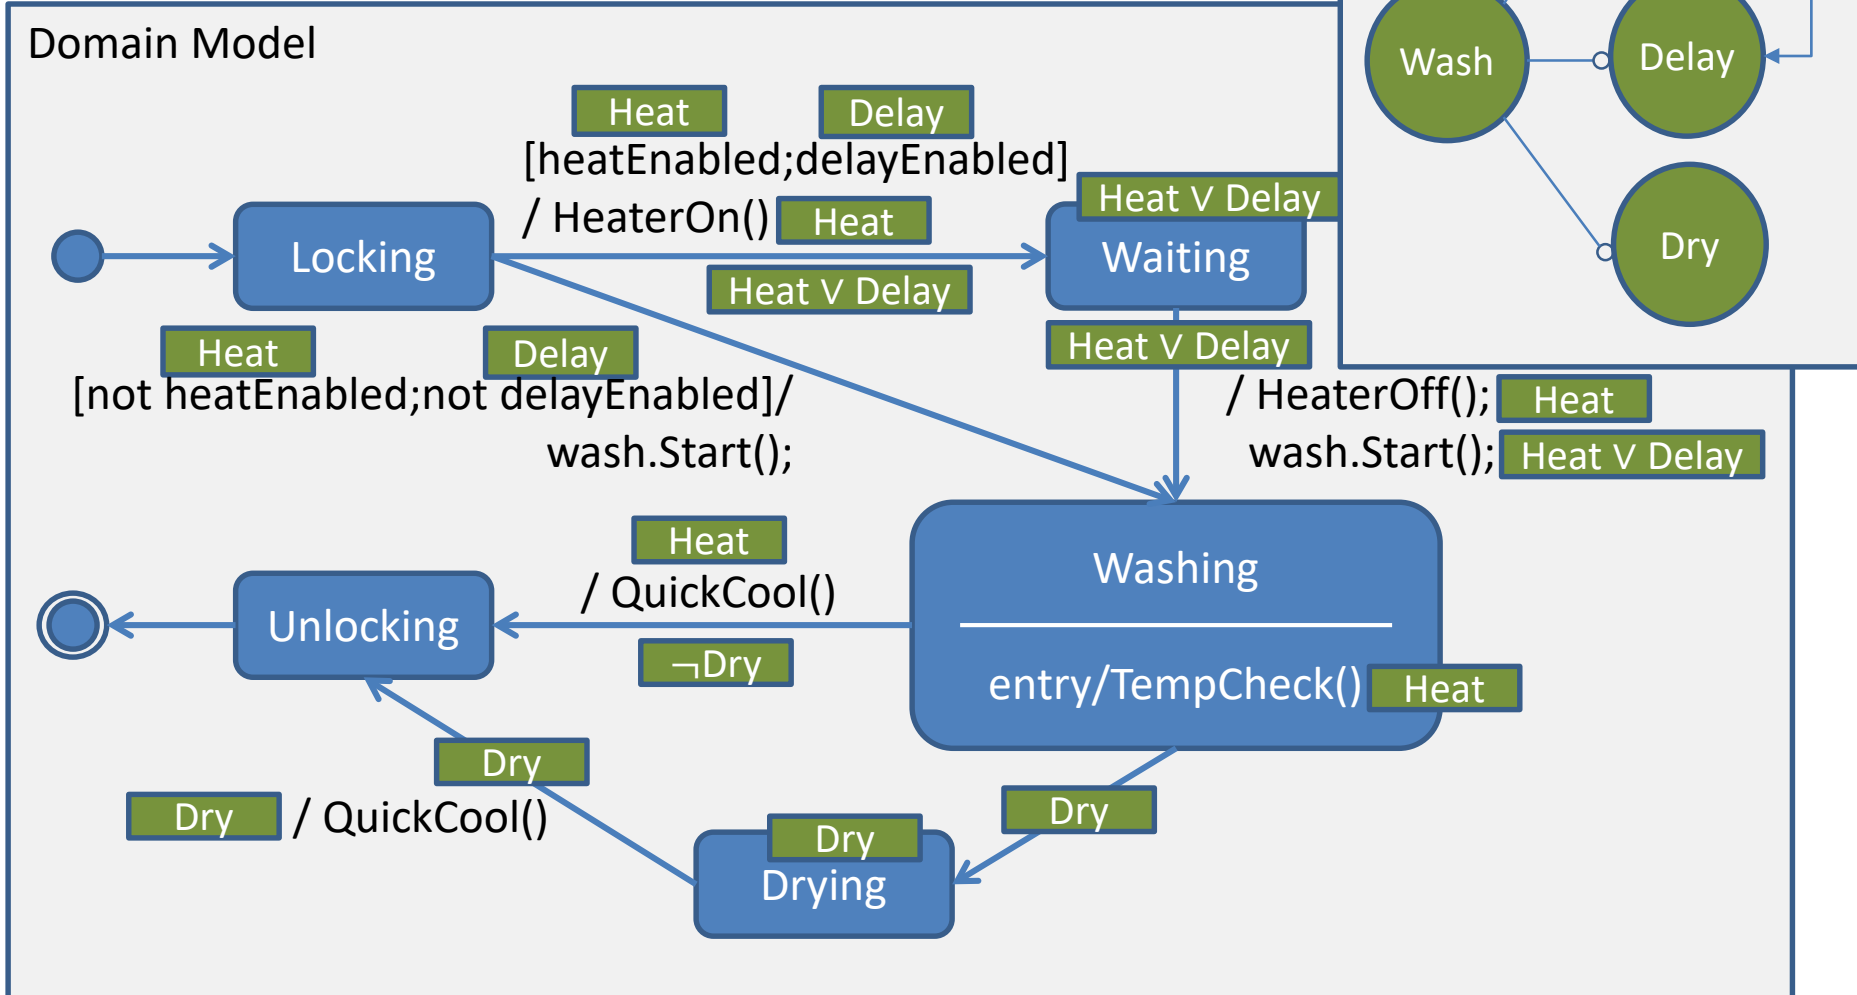 Domain Model
Wash
Delay
Dry
Heat
Delay
[heatEnabled;delayEnabled]
/ HeaterOn()
Heat
Heat ∨ Delay
Locking
Waiting
Heat ∨ Delay
Heat
Delay
[not heatEnabled;not delayEnabled]/
wash.Start();
Heat ∨ Delay
/ HeaterOff();
Heat
wash.Start();
Heat ∨ Delay
Heat
/ QuickCool()
¬Dry
Unlocking
Washing
entry/TempCheck()
Heat
Dry
Dry
/ QuickCool()
Dry
Dry
Drying